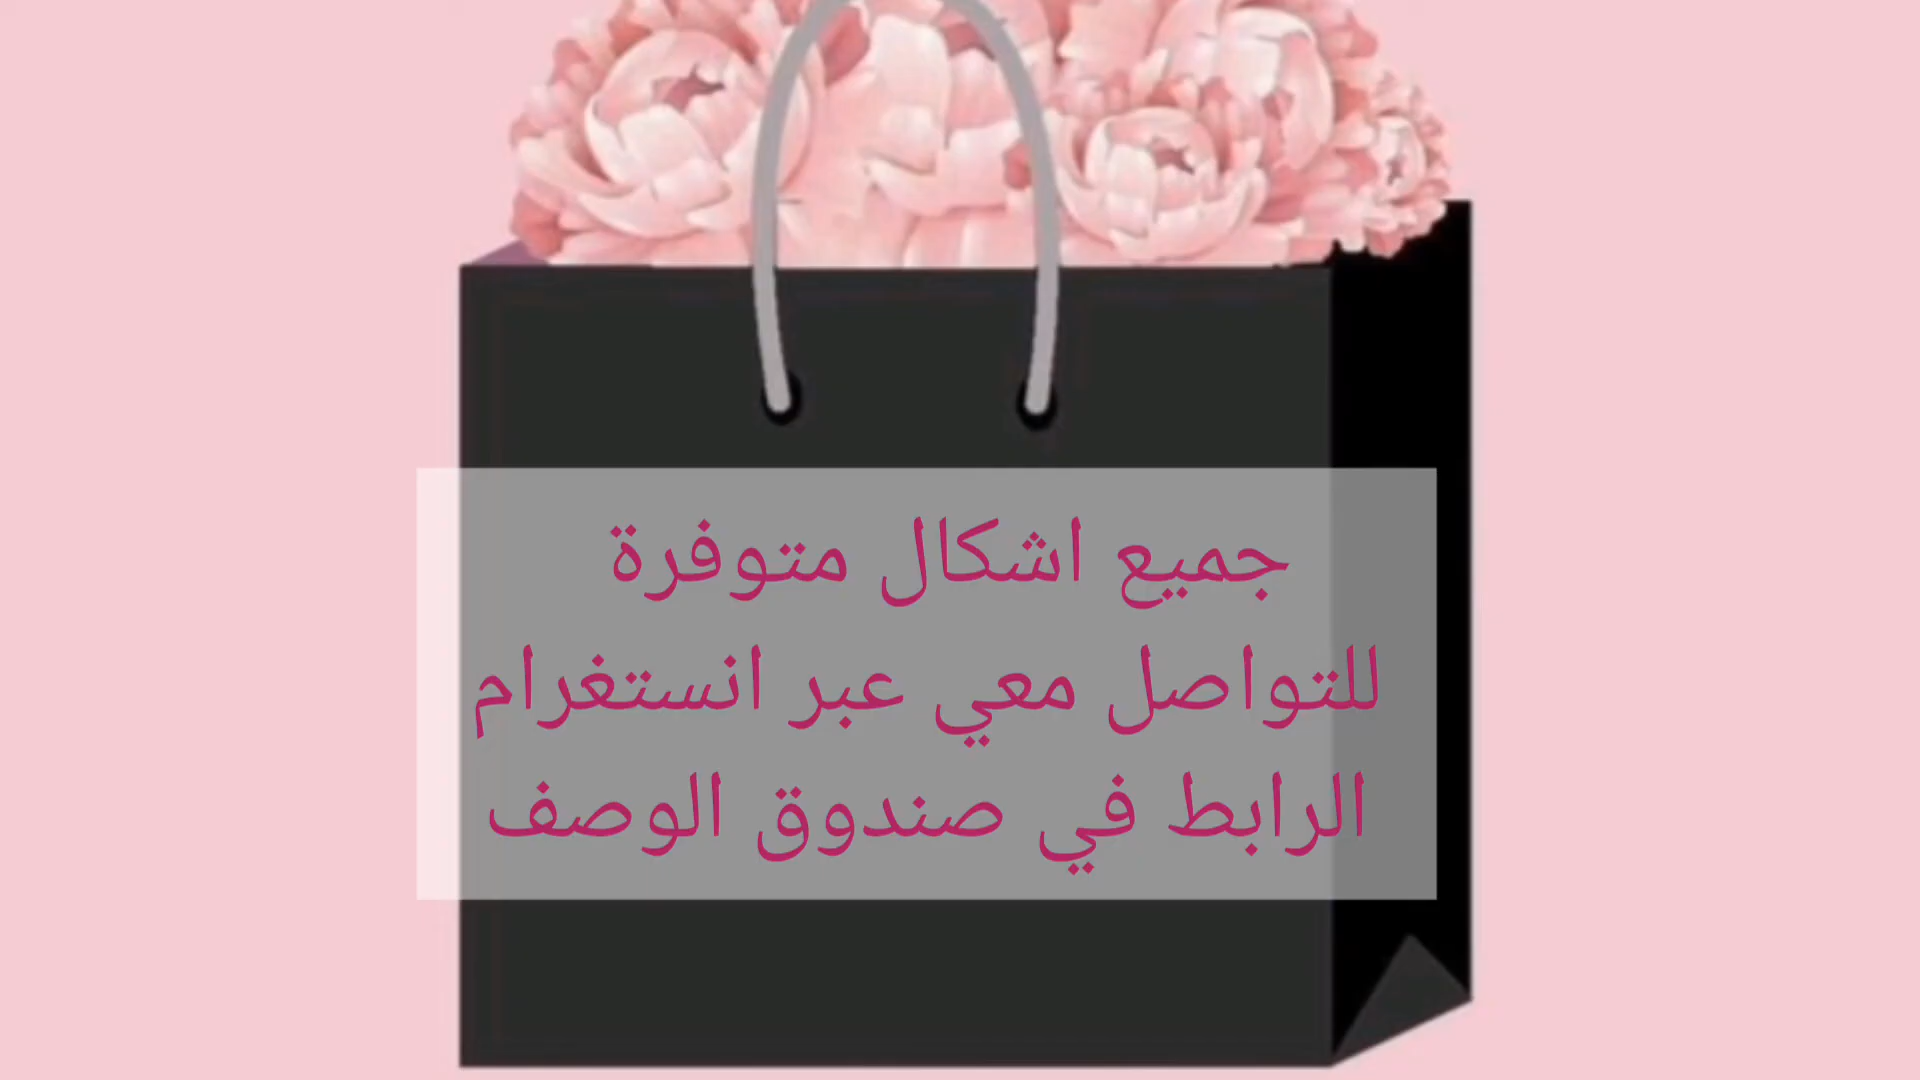 جميع اشكال متوفرة
للتواصل معي عبر انستغرام
الرابط في صندوق الوصف